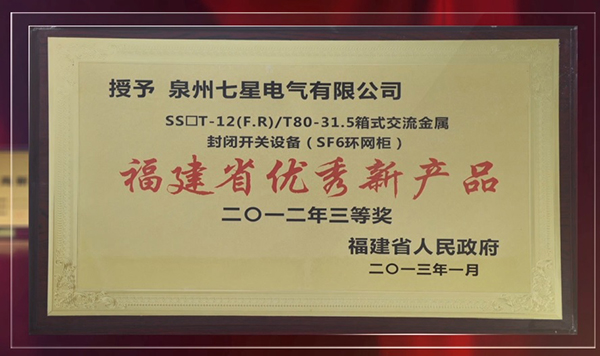 授予 泉州七星电气有限公司
SS□T-12(F.R)/T80-31.5箱式交流金属
封闭开关设备（SF6环网柜）
福建省优秀新产品
二〇一二年三等奖
福建省人民政府
二〇一三年一月